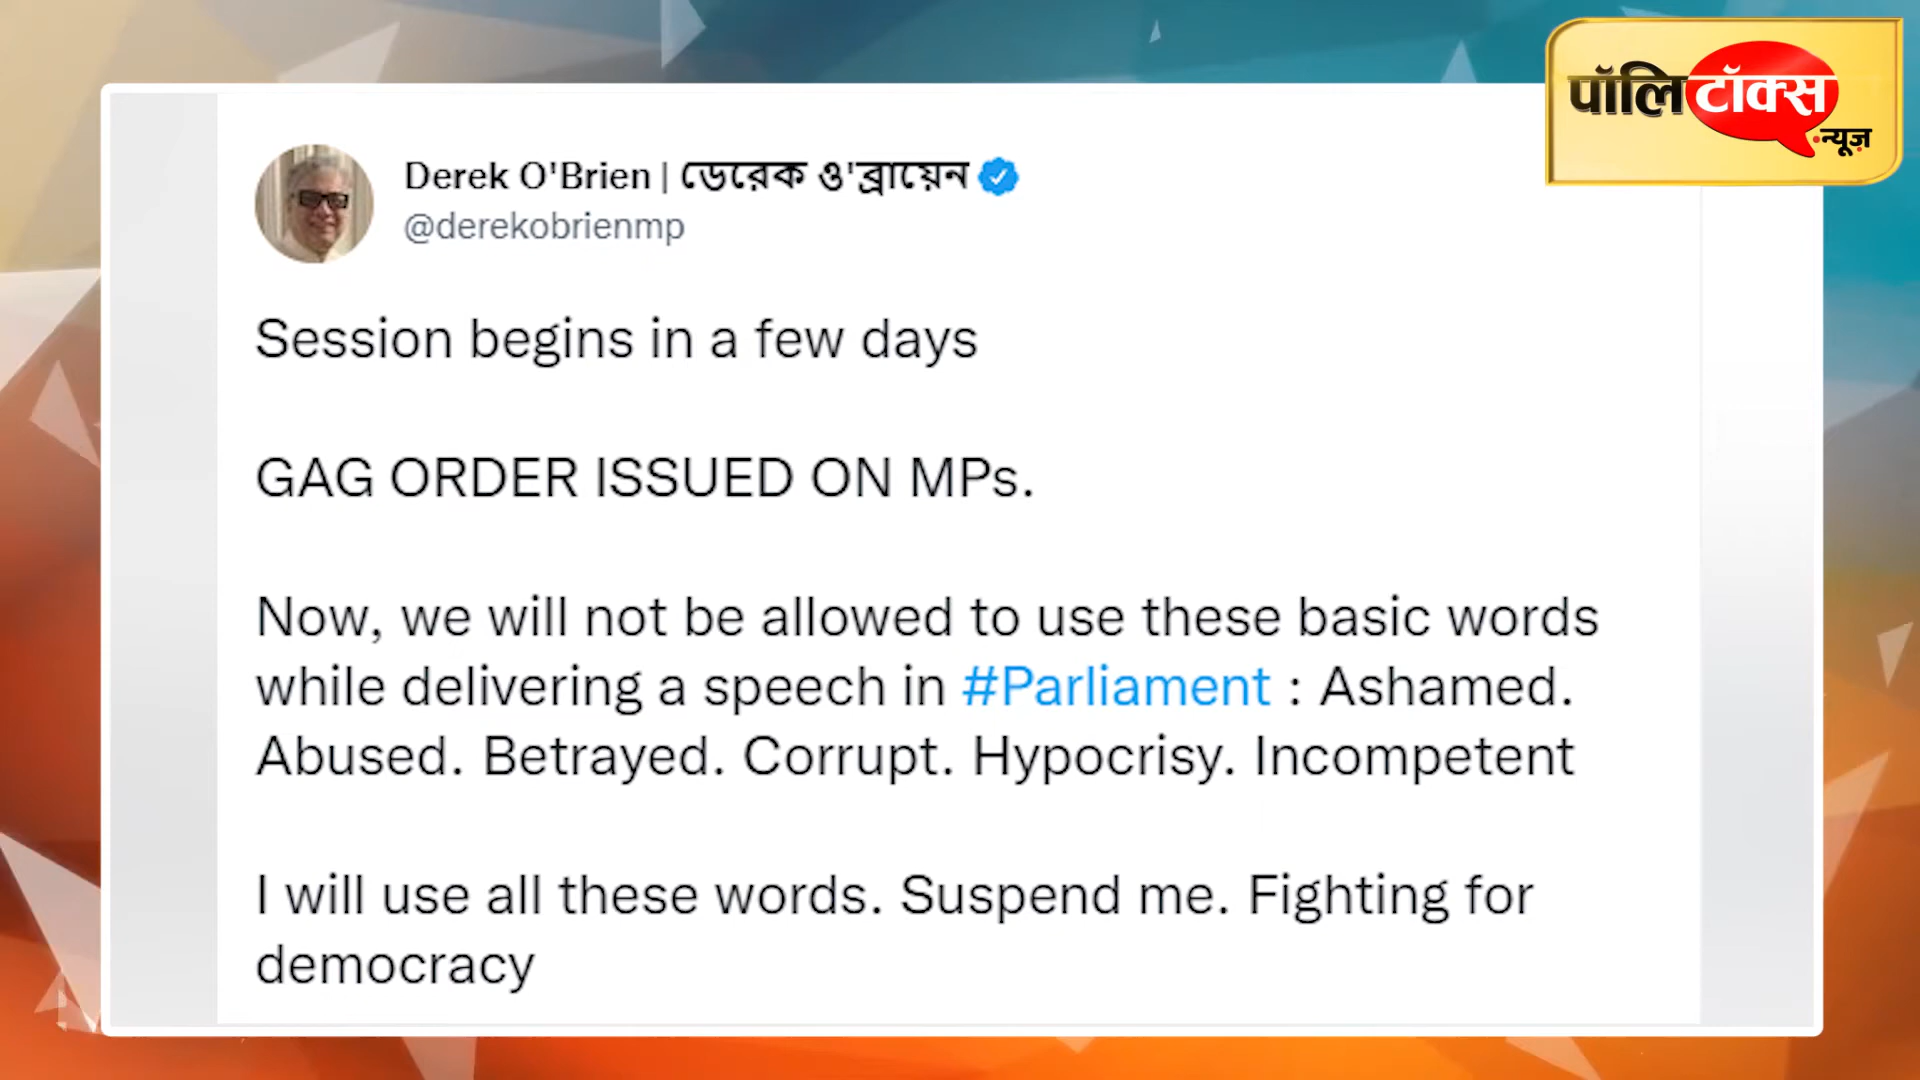 पॉलिटॉक्स
न्यूज़
Derek O'Brien | ডেরেক ও'ব্রায়েন
@derekobrienmp
Session begins in a few days
GAG ORDER ISSUED ON MPs.
Now, we will not be allowed to use these basic words
while delivering a speech in #Parliament : Ashamed.
Abused. Betrayed. Corrupt. Hypocrisy. Incompetent
I will use all these words. Suspend me. Fighting for
democracy